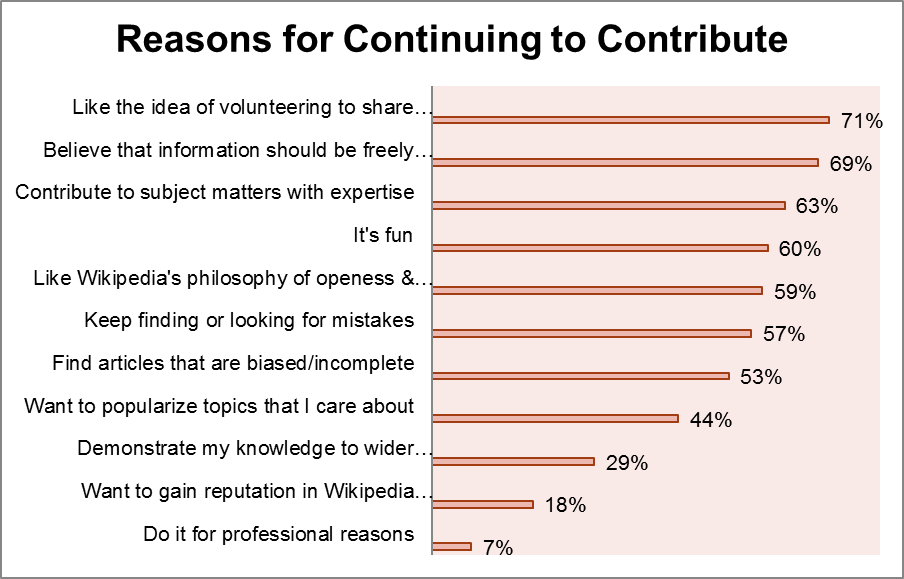 Reasons for Continuing to Contribute
Like the idea of volunteering to share… 71%
Believe that information should be freely… 69%
Contribute to subject matters with expertise 63%
It's fun 60%
Like Wikipedia's philosophy of openess &… 59%
Keep finding or looking for mistakes 57%
Find articles that are biased/incomplete 53%
Want to popularize topics that I care about 44%
Demonstrate my knowledge to wider… 29%
Want to gain reputation in Wikipedia… 18%
Do it for professional reasons 7%